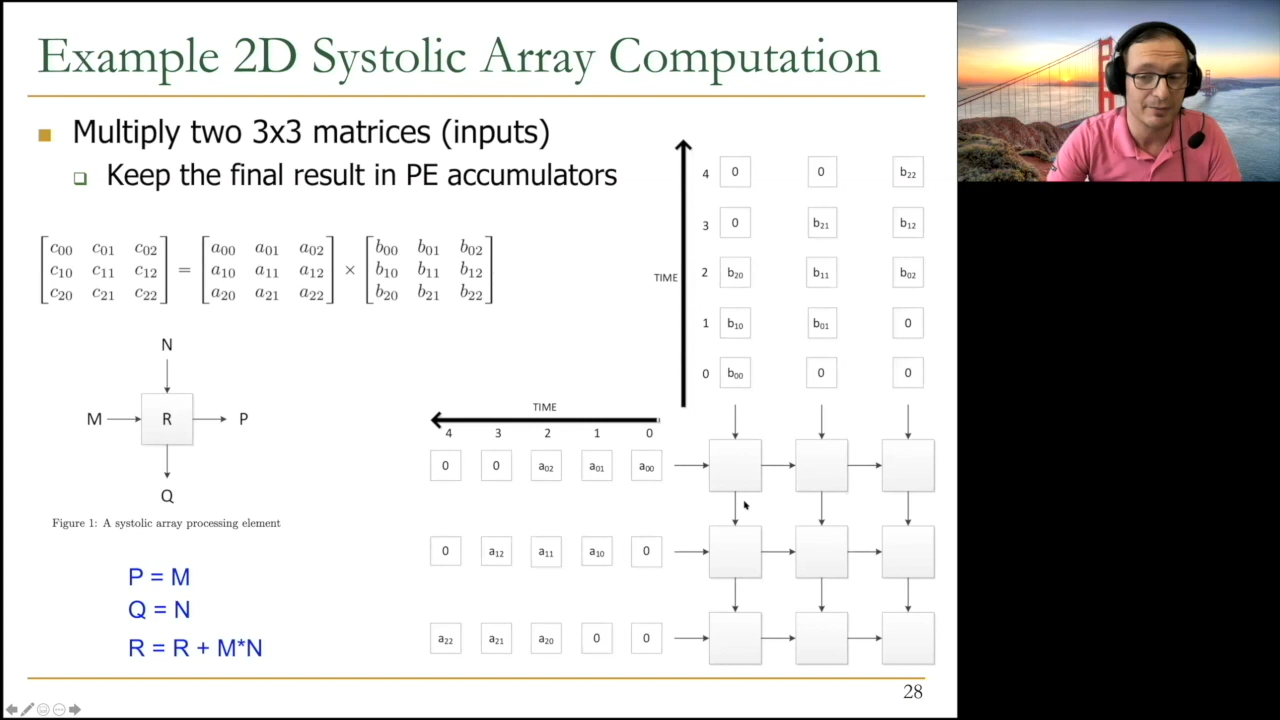 Example 2D Systolic Array Computation
Multiply two 3x3 matrices (inputs)
Keep the final result in PE accumulators
c00 c01 c02   a00 a01 a02   b00 b01 b02
c10 c11 c12 = a10 a11 a12 × b10 b11 b12
c20 c21 c22   a20 a21 a22   b20 b21 b22
N
M R P
Q
Figure 1: A systolic array processing element
P = M
Q = N
R = R + M*N
TIME
4 0 0 b22
3 0 b21 b12
2 b20 b11 b02
1 b10 b01 0
0 b00 0 0
TIME
4 3 2 1 0
0 0 a02 a01 a00
0 a12 a11 a10 0
a22 a21 a20 0 0
28